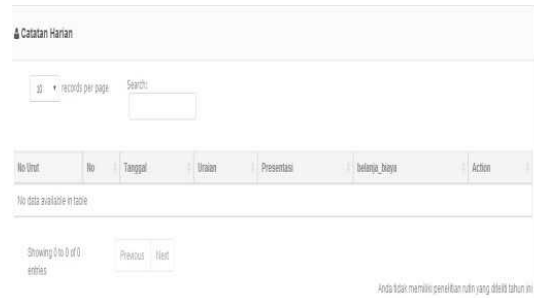 Catatan Harian
10 records per page Search:
No Urut No Tanggal Uraian Presentasi belanja_biaya Action
No data available in table
Showing 0 to 0 of 0
entries
Previous Next
Anda tidak memiliki penelitian rutin yang diteliti tahun ini